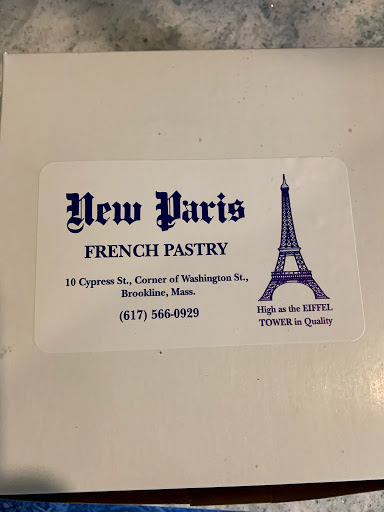 New Paris
FRENCH PASTRY
10 Cypress St., Corner of Washington St.,
Brookline, Mass.
(617) 566-0929
High as the EIFFEL
TOWER in Quality